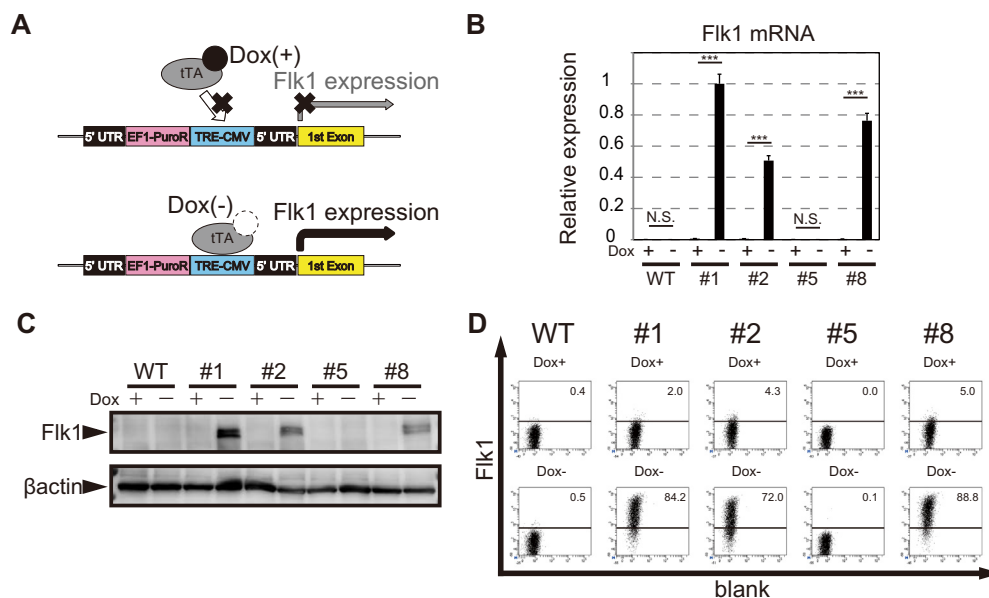 A
Dox(+)
tTA
Flk1 expression
5' UTR EF1-PuroR TRE-CMV 5' UTR 1st Exon
Dox(-)
Flk1 expression
tTA
5' UTR EF1-PuroR TRE-CMV 5' UTR 1st Exon
B
Flk1 mRNA
Relative expression
1
0.8
0.6
0.4
0.2
0
N.S. *** *** N.S. ***
Dox + - + - + - + - + -
WT #1 #2 #5 #8
C
WT #1 #2 #5 #8
Dox + − + − + − + − + −
Flk1
βactin
D
WT #1 #2 #5 #8
Dox+ Dox+ Dox+ Dox+ Dox+
0.4 2.0 4.3 0.0 5.0
Dox- Dox- Dox- Dox- Dox-
0.5 84.2 72.0 0.1 88.8
Flk1
blank